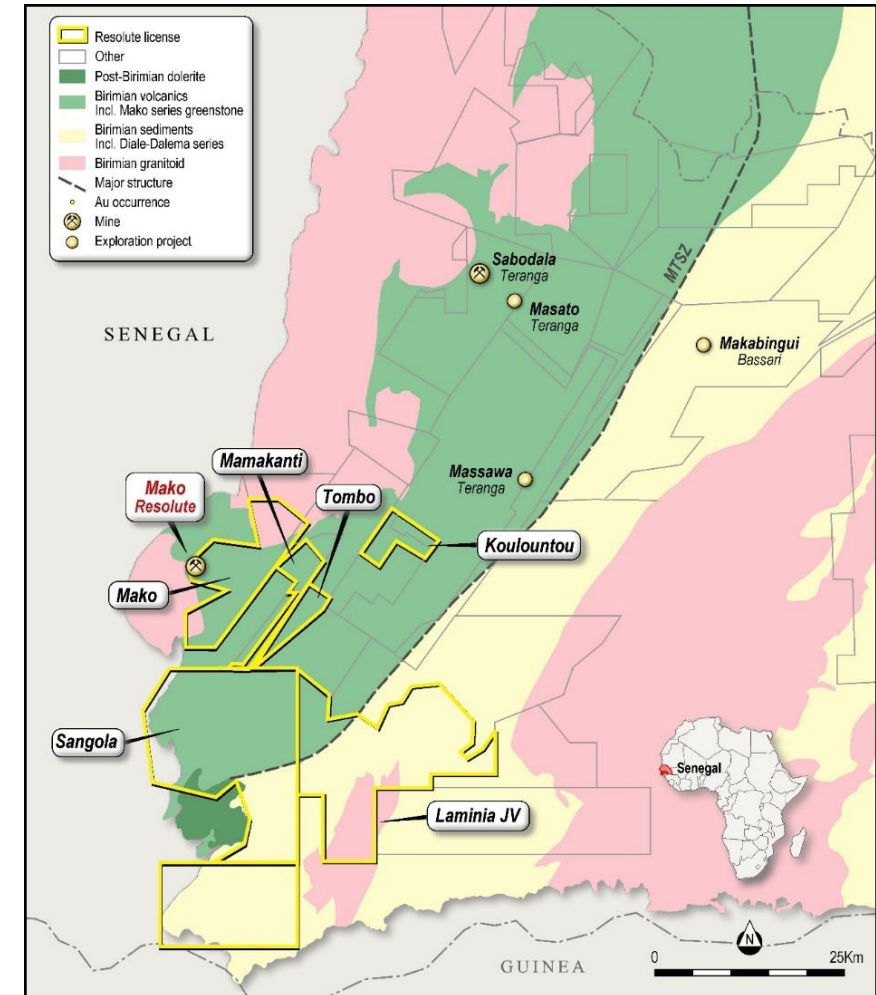 Resolute license
Other
Post-Birimian dolerite
Birimian volcanics
Incl. Mako series greenstone
Birimian sediments
Incl. Diale-Dalema series
Birimian granitoid
Major structure
Au occurrence
Mine
Exploration project
SENEGAL
MTSZ
Sabodala
Teranga
Masato
Teranga
Makabingui
Bassari
Massawa
Teranga
Mamakanti
Mako
Resolute
Tombo
Koulountou
Mako
Sangola
Laminia JV
Senegal
N
0 25Km
GUINEA